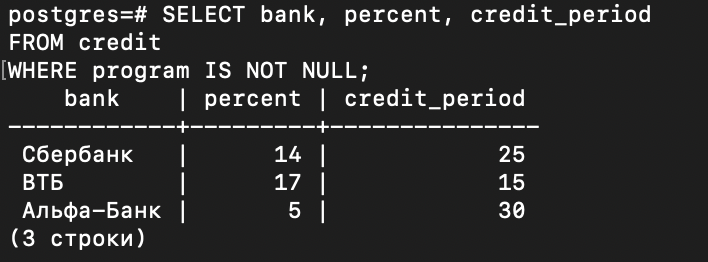 postgres=# SELECT bank, percent, credit_period
FROM credit
WHERE program IS NOT NULL;
    bank    | percent | credit_period
------------+---------+---------------
 Сбербанк   |      14 |            25
 ВТБ        |      17 |            15
 Альфа-Банк |       5 |            30
(3 строки)